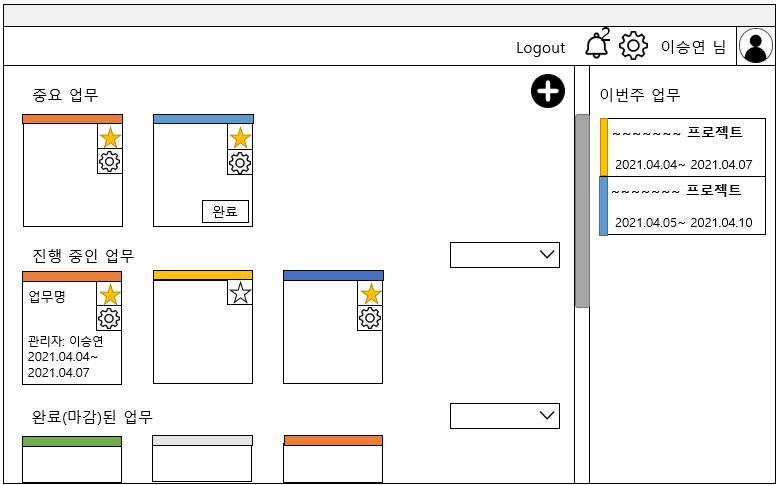 Logout
2
이승연 님
중요 업무
완료
진행 중인 업무
업무명
관리자: 이승연
2021.04.04~
2021.04.07
완료(마감)된 업무
이번주 업무
~~~~~~~ 프로젝트
2021.04.04~ 2021.04.07
~~~~~~~ 프로젝트
2021.04.05~ 2021.04.10